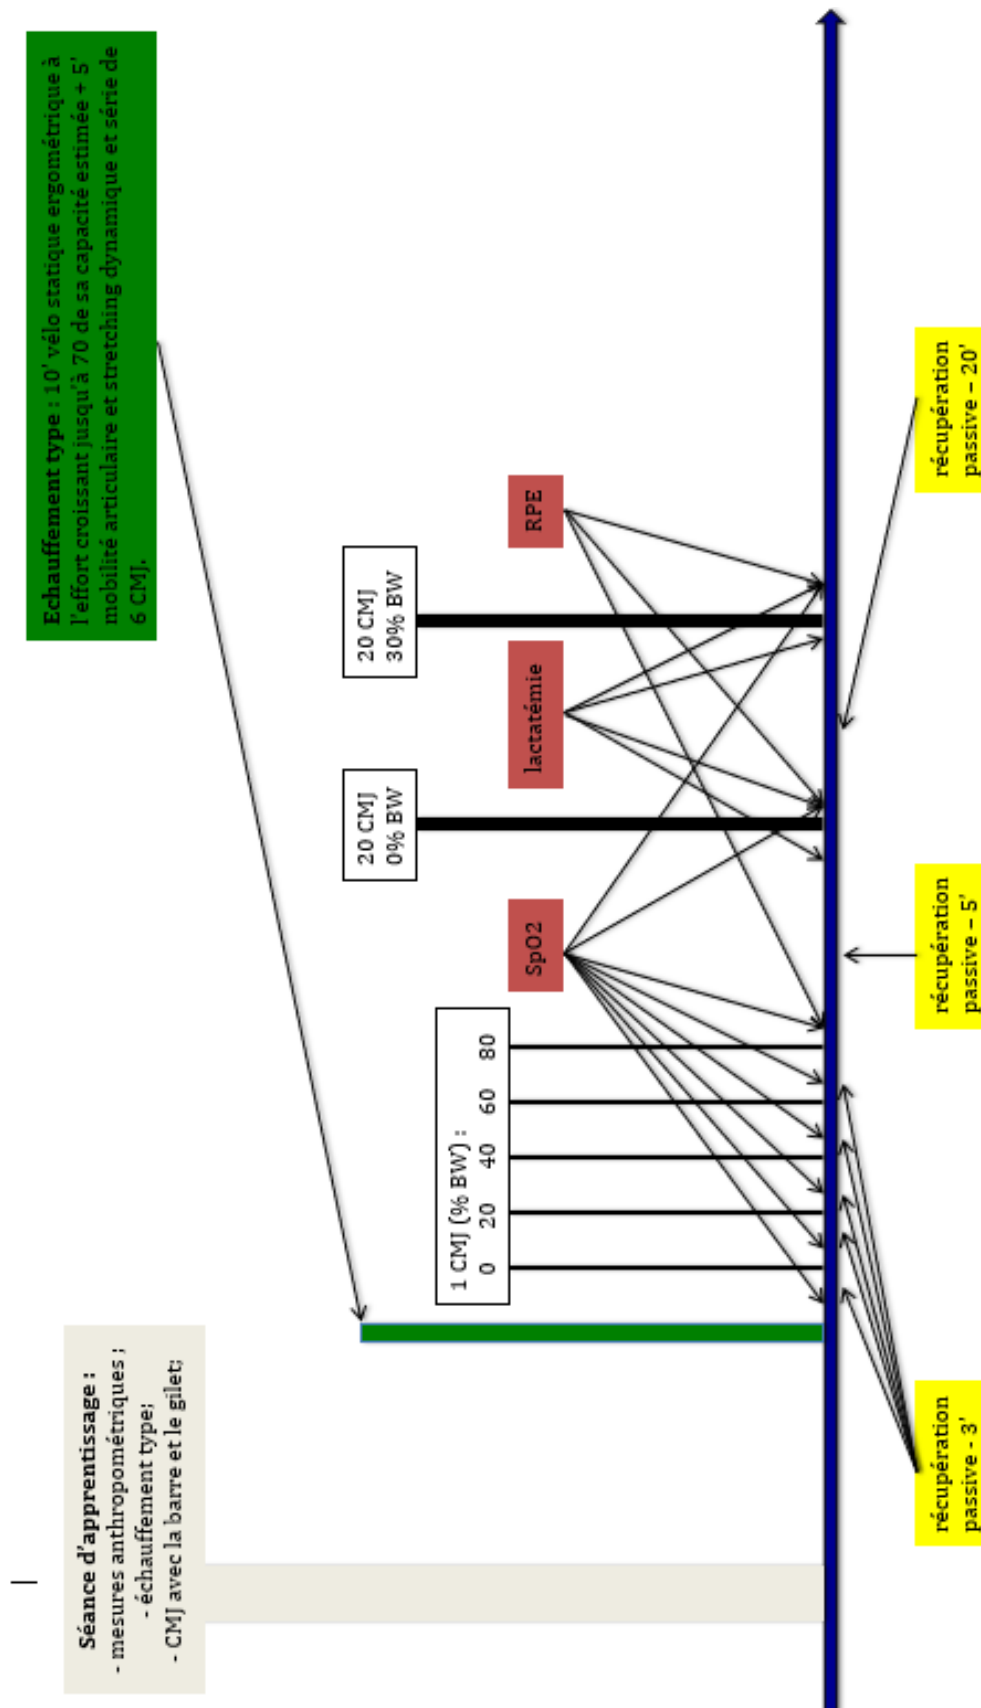 Séance d'apprentissage :
- mesures anthropométriques ;
- échauffement type;
- CMJ avec la barre et le gilet;
Echauffement type : 10' vélo statique ergométrique à
l'effort croissant jusqu'à 70 de sa capacité estimée + 5'
mobilité articulaire et stretching dynamique et série de
6 CMJ.
1 CMJ (% BW) :
0 20 40 60 80
20 CMJ
0% BW
20 CMJ
30% BW
SpO2
lactatémie
RPE
récupération
passive - 3'
récupération
passive – 5'
récupération
passive – 20'